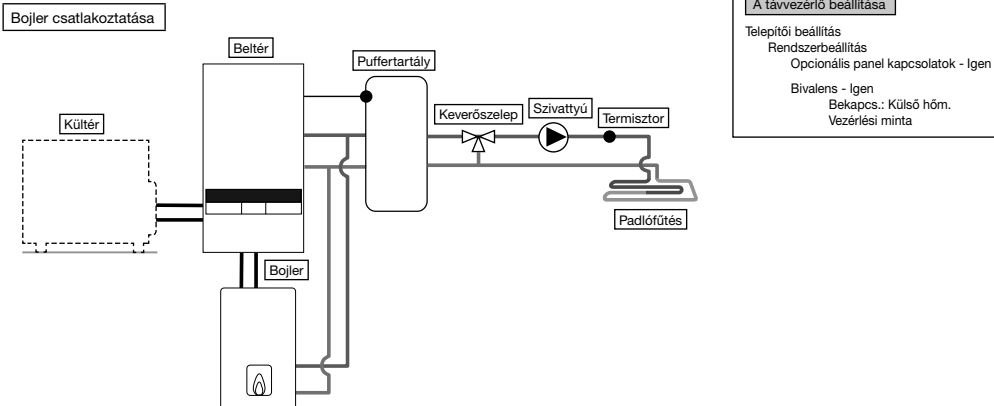 Bojler csatlakoztatása
A távvezérlő beállítása
Telepítői beállítás
Rendszerbeállítás
Opcionális panel kapcsolatok - Igen
Bivalens - Igen
Bekapcs.: Külső hőm.
Vezérlési minta
Beltér
Puffertartály
Kültér
Keverőszelep
Szivattyú
Termisztor
Padlófűtés
Bojler